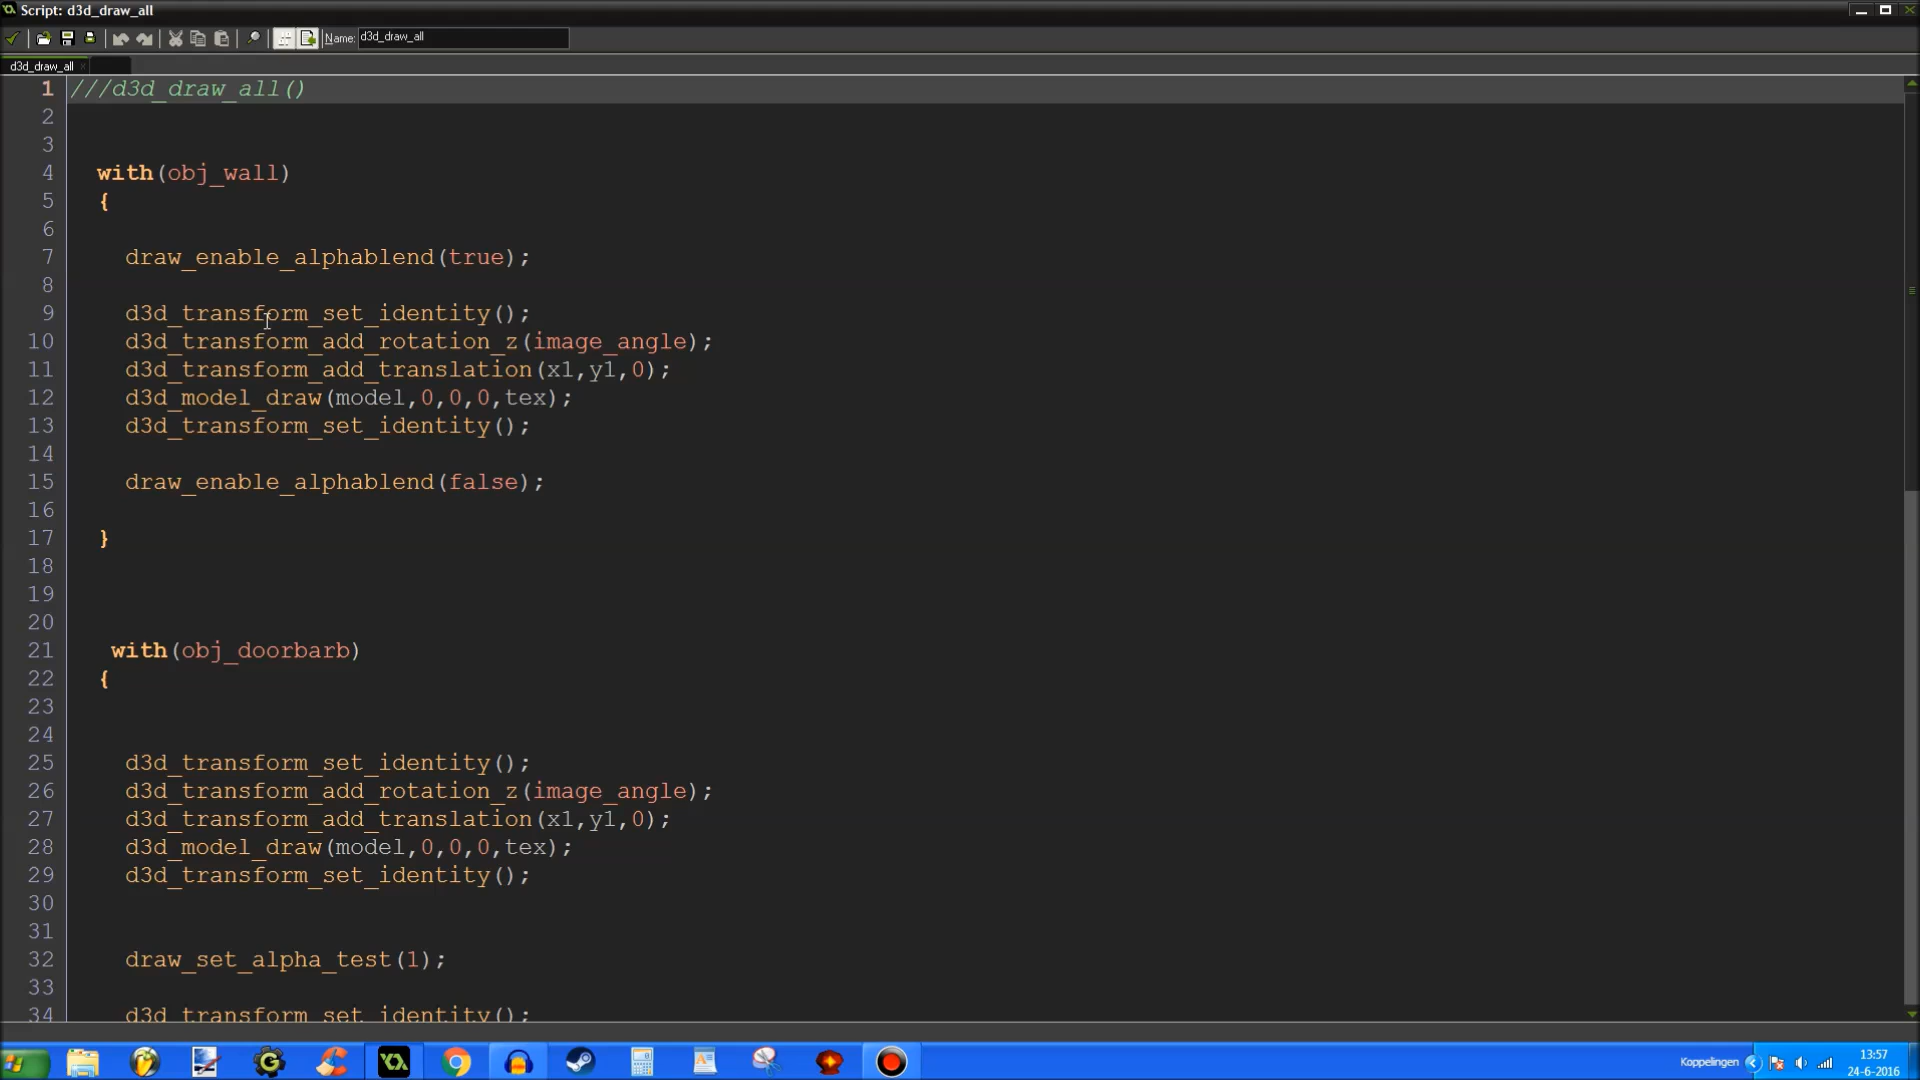 Script: d3d_draw_all
Name: d3d_draw_all
d3d_draw_all
1 ///d3d_draw_all()
2
3
4 with(obj_wall)
5 {
6
7 draw_enable_alphablend(true);
8
9 d3d_transform_set_identity();
10 d3d_transform_add_rotation_z(image_angle);
11 d3d_transform_add_translation(x1,y1,0);
12 d3d_model_draw(model,0,0,0,tex);
13 d3d_transform_set_identity();
14
15 draw_enable_alphablend(false);
16
17 }
18
19
20
21 with(obj_doorbarb)
22 {
23
24
25 d3d_transform_set_identity();
26 d3d_transform_add_rotation_z(image_angle);
27 d3d_transform_add_translation(x1,y1,0);
28 d3d_model_draw(model,0,0,0,tex);
29 d3d_transform_set_identity();
30
31
32 draw_set_alpha_test(1);
33
34 d3d_transform_set_identity();
Koppelingen
13:57
24-6-2016